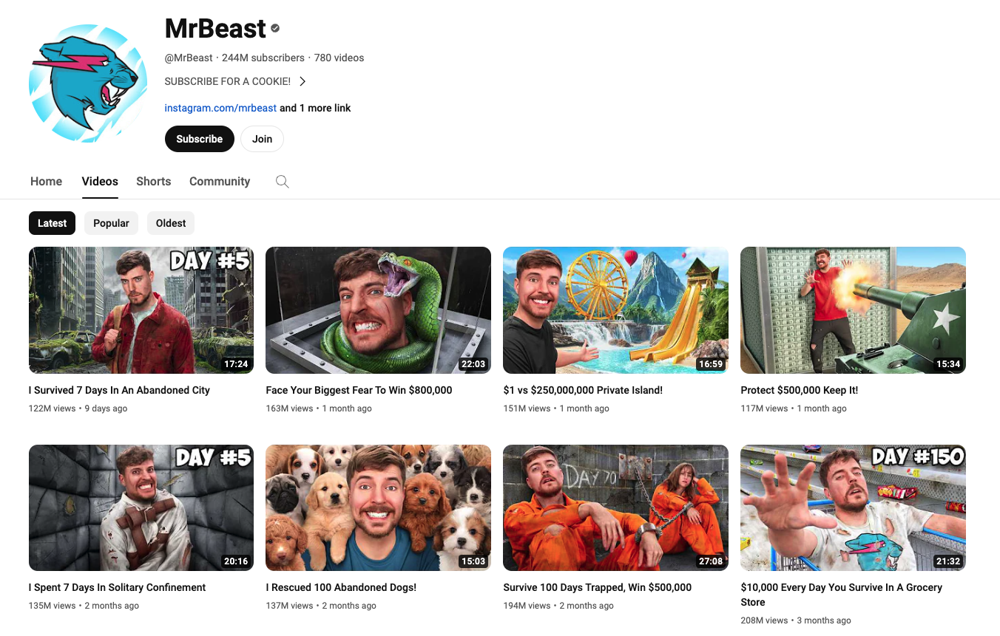 MrBeast
@MrBeast · 244M subscribers · 780 videos
SUBSCRIBE FOR A COOKIE!
instagram.com/mrbeast and 1 more link
Subscribe Join
Home Videos Shorts Community
Latest Popular Oldest
DAY #5
17:24
22:03
16:59
15:34
I Survived 7 Days In An Abandoned City
122M views • 9 days ago
Face Your Biggest Fear To Win $800,000
163M views • 1 month ago
$1 vs $250,000,000 Private Island!
151M views • 1 month ago
Protect $500,000 Keep It!
117M views • 1 month ago
DAY #5
20:16
15:03
DAY 70
27:08
DAY #150
21:32
I Spent 7 Days In Solitary Confinement
135M views • 2 months ago
I Rescued 100 Abandoned Dogs!
137M views • 2 months ago
Survive 100 Days Trapped, Win $500,000
194M views • 2 months ago
$10,000 Every Day You Survive In A Grocery
Store
208M views • 3 months ago